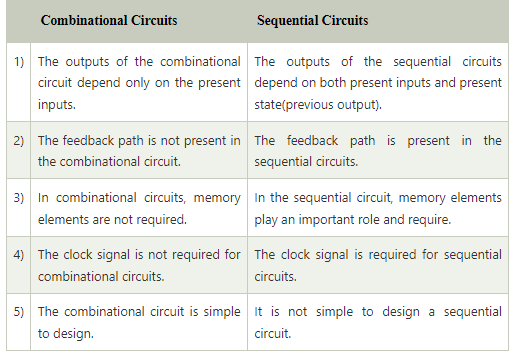 Combinational Circuits Sequential Circuits
1) The outputs of the combinational The outputs of the sequential circuits
circuit depend only on the present depend on both present inputs and present
inputs. state(previous output).
2) The feedback path is not present in The feedback path is present in the
the combinational circuit. sequential circuits.
3) In combinational circuits, memory In the sequential circuit, memory elements
elements are not required. play an important role and require.
4) The clock signal is not required for The clock signal is required for sequential
combinational circuits. circuits.
5) The combinational circuit is simple It is not simple to design a sequential
to design. circuit.